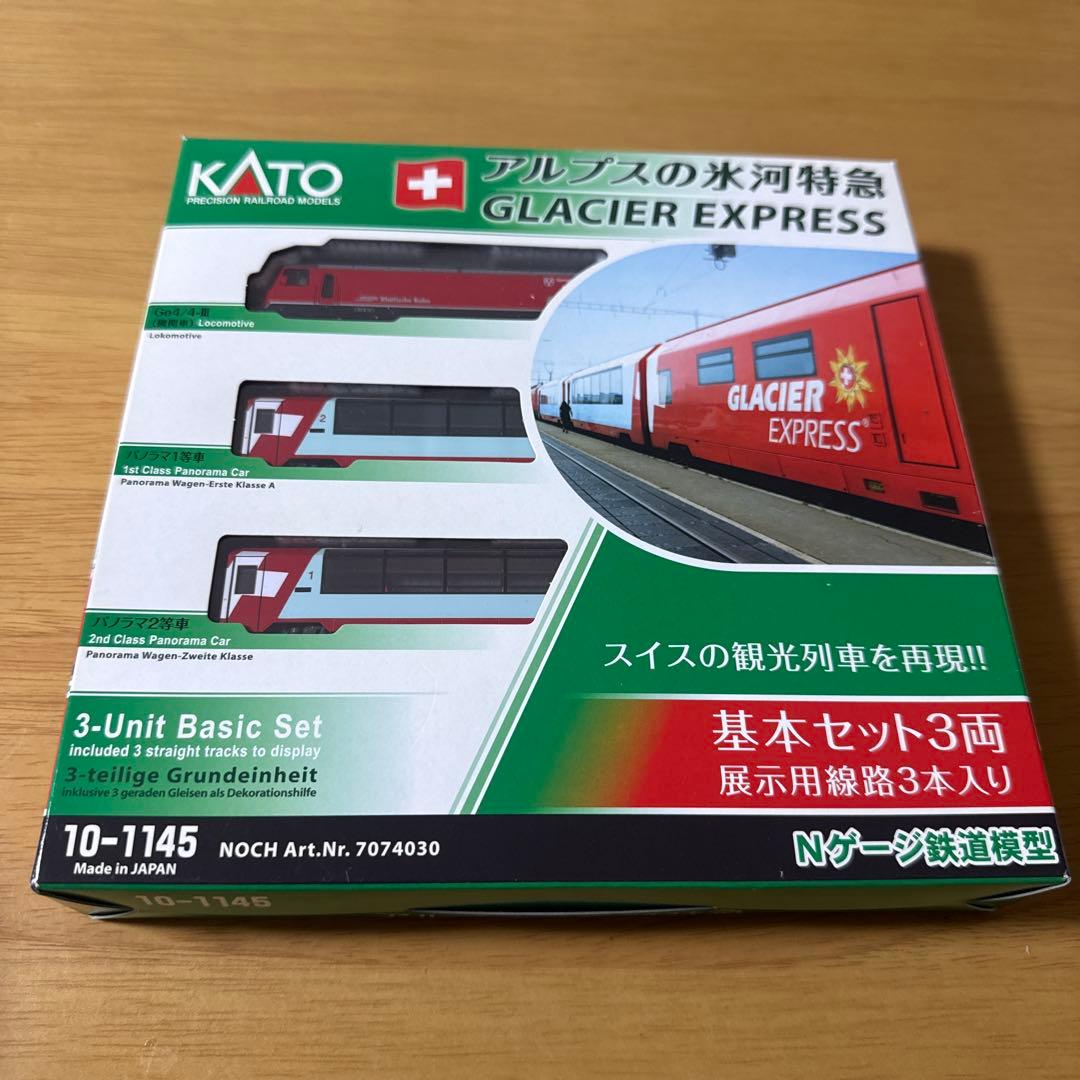 KATO
PRECISION RAILROAD MODELS
アルプスの氷河特急
GLACIER EXPRESS
Rhätische Bahn
Ge4/4-III
(機関車) Locomotive
Lokomotive
GLACIER
EXPRESS
2
パノラマ1等車
1st Class Panorama Car
Panorama Wagen-Erste Klasse A
1
パノラマ2等車
2nd Class Panorama Car
Panorama Wagen-Zweite Klasse
スイスの観光列車を再現!!
3-Unit Basic Set
included 3 straight tracks to display
3-teilige Grundeinheit
inklusive 3 geraden Gleisen als Dekorationshilfe
基本セット3両
展示用線路3本入り
10-1145
Made in JAPAN
NOCH Art.Nr. 7074030
Nゲージ鉄道模型
10-1145